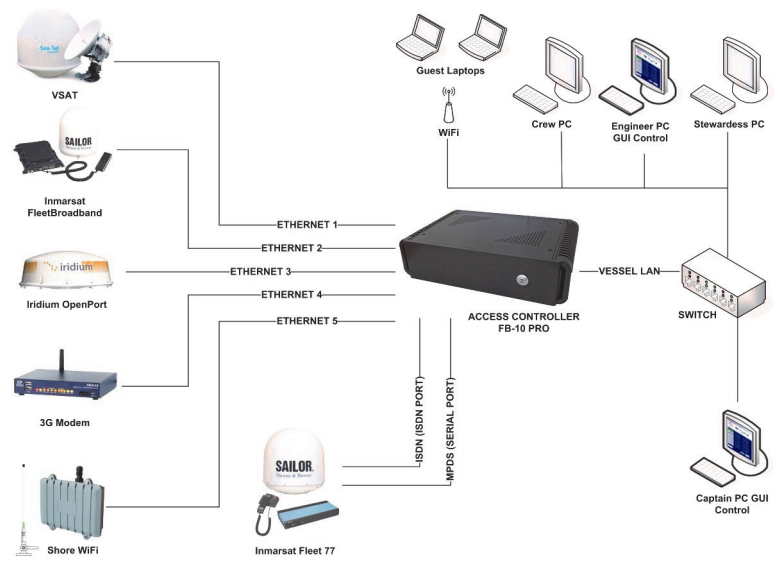 Sea Tel
VSAT
SAILOR
Inmarsat
FleetBroadband
iridium
Iridium OpenPort
3G Modem
Shore WiFi
ETHERNET 1
ETHERNET 2
ETHERNET 3
ETHERNET 4
ETHERNET 5
SAILOR
Inmarsat Fleet 77
ISDN (ISDN PORT)
MPDS (SERIAL PORT)
ACCESS CONTROLLER
FB-10 PRO
VESSEL LAN
SWITCH
Guest Laptops
WiFi
Crew PC
Engineer PC
GUI Control
Stewardess PC
Captain PC GUI
Control